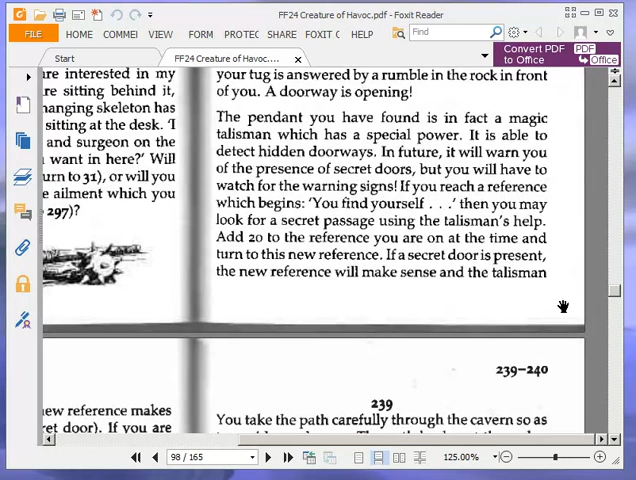 FF24 Creature of Havoc.pdf - Foxit Reader
FILE HOME COMMEI VIEW FORM PROTEC SHARE FOXIT C HELP Find
Start FF24 Creature of Havoc.... Convert PDF to Office PDF Office
are interested in my
are sitting behind it,
hanging skeleton has
sitting at the desk. 'I
and surgeon on the
want in here?' Will
urn to 31), or will you
e ailment which you
297)?
your tug is answered by a rumble in the rock in front
of you. A doorway is opening!
The pendant you have found is in fact a magic
talisman which has a special power. It is able to
detect hidden doorways. In future, it will warn you
of the presence of secret doors, but you will have to
watch for the warning signs! If you reach a reference
which begins: 'You find yourself . . .' then you may
look for a secret passage using the talisman's help.
Add 20 to the reference you are on at the time and
turn to this new reference. If a secret door is present,
the new reference will make sense and the talisman
new reference makes
ret door). If you are
239–240
239
You take the path carefully through the cavern so as
98 / 165 125.00%